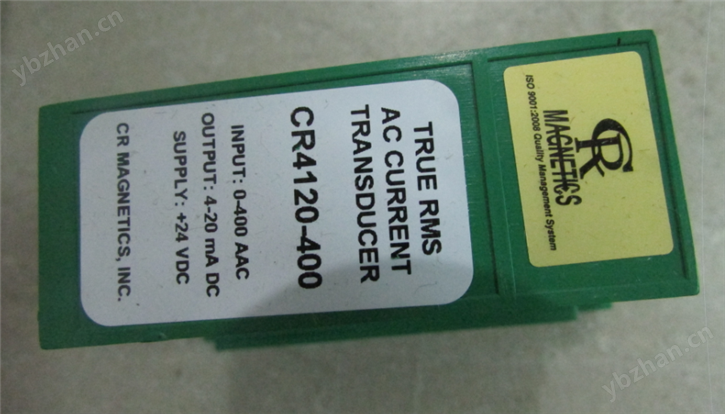 CR
MAGNETICS
ISO 9001:2008 Quality Management System
TRUE RMS
AC CURRENT
TRANSDUCER
CR4120-400
INPUT: 0-400 AAC
OUTPUT: 4-20 mA DC
SUPPLY: +24 VDC
CR MAGNETICS, INC.
ybzhan.cn
ybzhan.cn